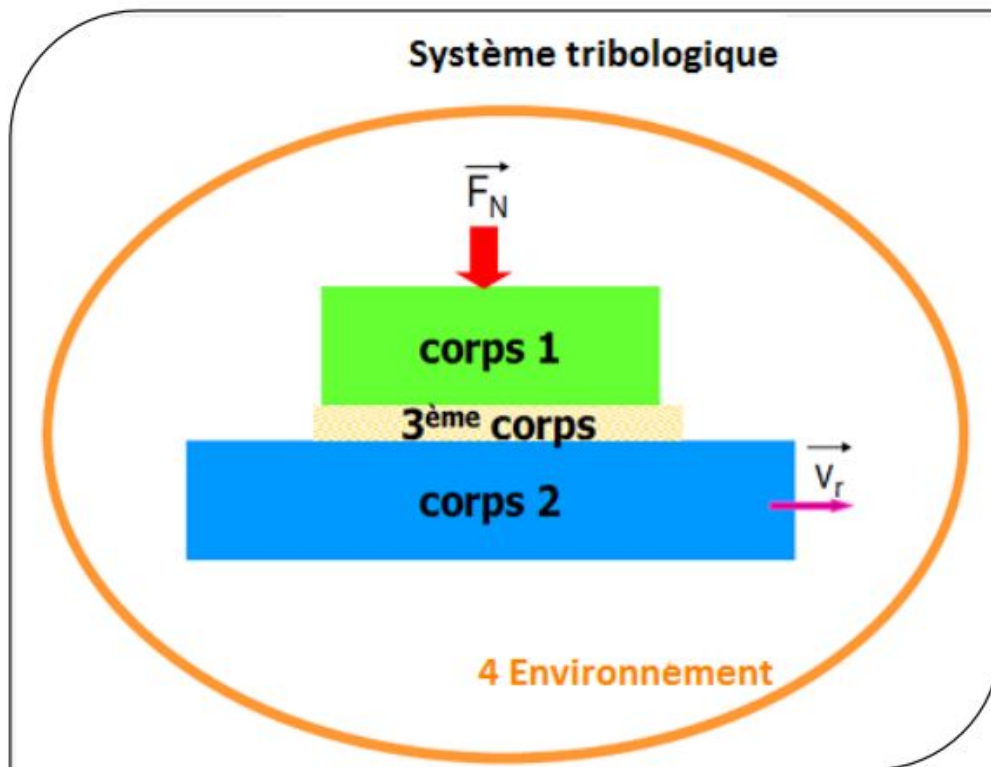 Système tribologique
F_N
corps 1
3ème corps
corps 2
v_r
4 Environnement